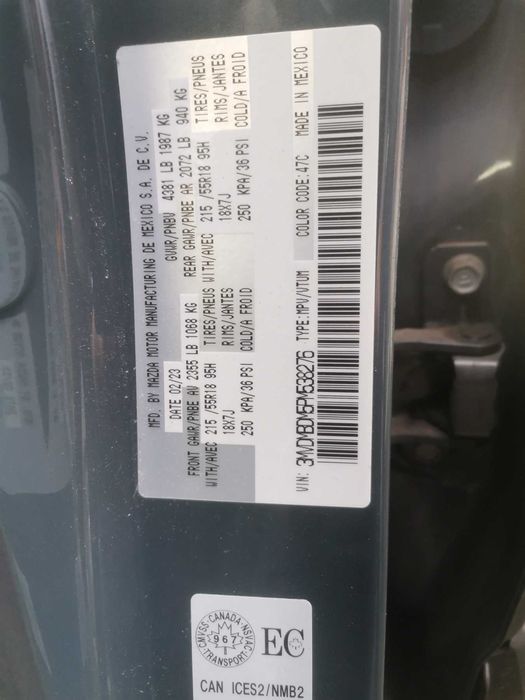 MFD. BY MAZDA MOTOR MANUFACTURING DE MEXICO S.A. DE C.V.
DATE 02/23 GVWR/PNBV 4381 LB 1987 KG
FRONT GAWR/PNBE AV 2355 LB 1068 KG REAR GAWR/PNBE AR 2072 LB 940 KG
WITH/AVEC 215 /55R18 95H TIRES/PNEUS WITH/AVEC 215 /55R18 95H TIRES/PNEUS
18X7J RIMS/JANTES 18X7J RIMS/JANTES
250 KPA/36 PSI COLD/A FROID 250 KPA/36 PSI COLD/A FROID
VIN: 3MVDMBDM5PM538276 TYPE:MPV/VTUM COLOR CODE:47C MADE IN MEXICO
CMVSS CANADA NSVAC
967
TRANSPORT
EC
CAN ICES2/NMB2